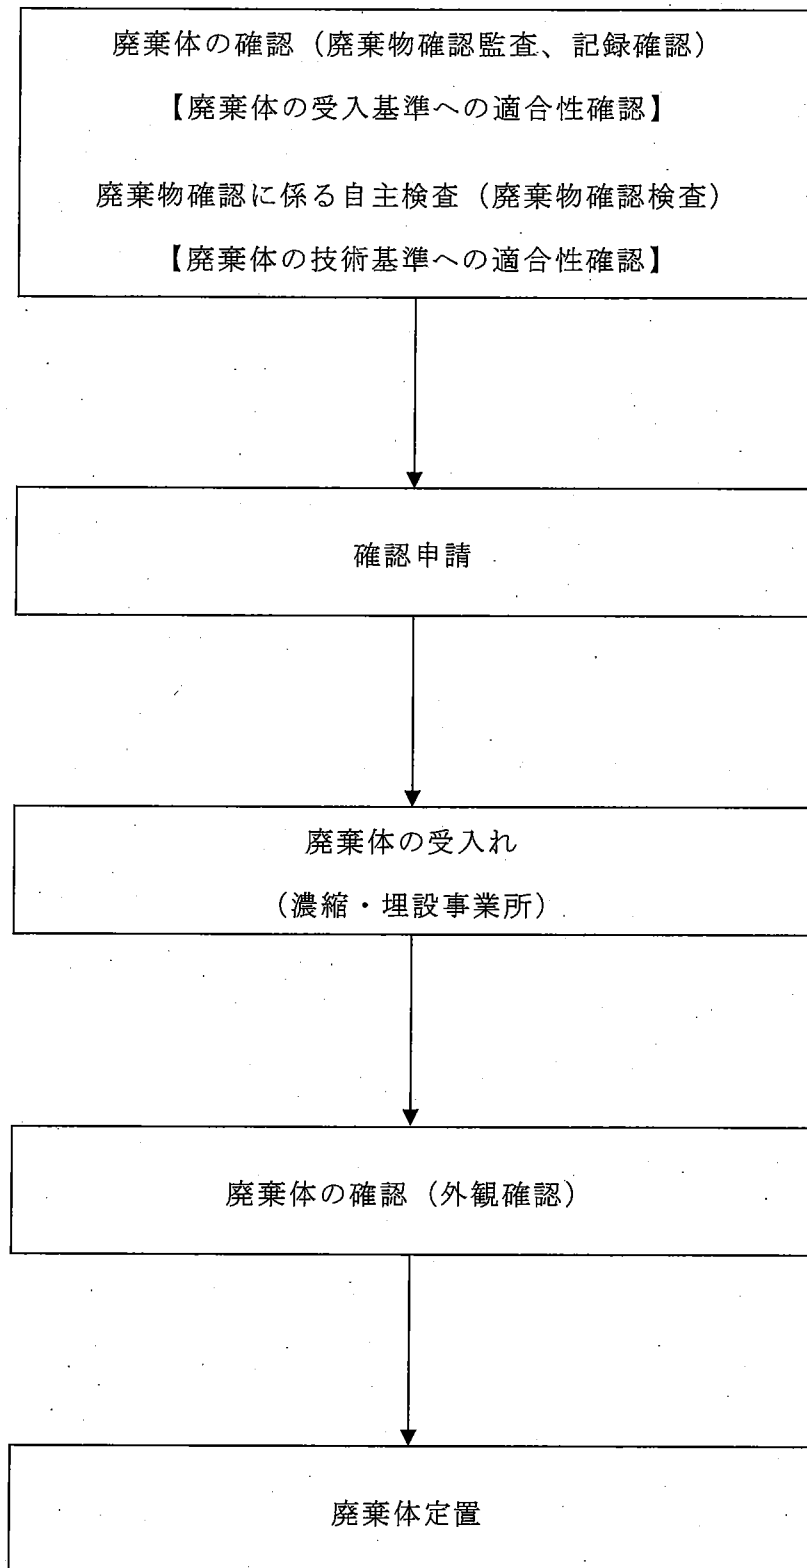 廃棄体の確認（廃棄物確認監査、記録確認）
【廃棄体の受入基準への適合性確認】
廃棄物確認に係る自主検査（廃棄物確認検査）
【廃棄体の技術基準への適合性確認】
確認申請
廃棄体の受入れ
（濃縮・埋設事業所）
廃棄体の確認（外観確認）
廃棄体定置